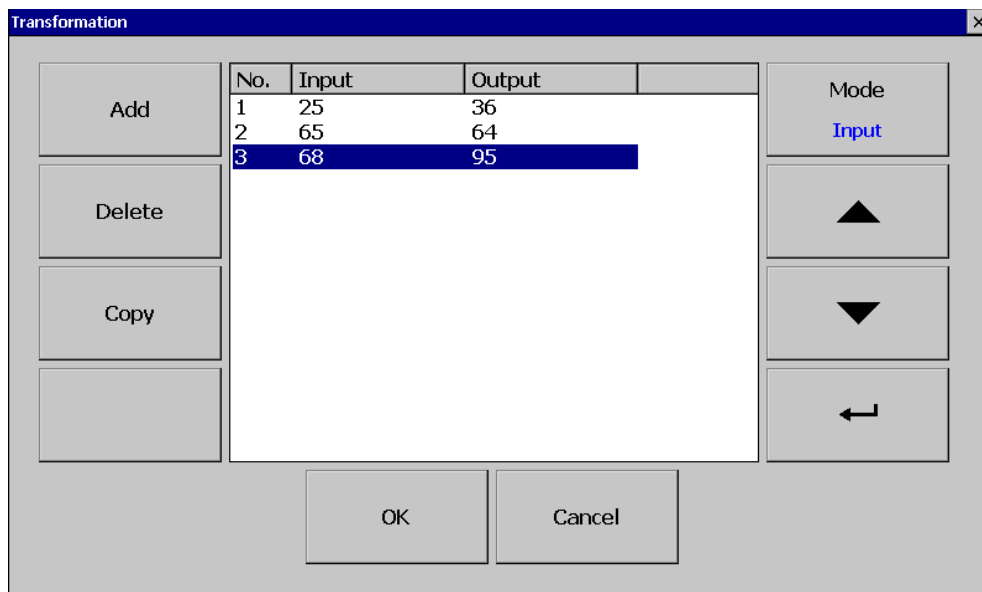 Transformation
Add
Delete
Copy
No. Input Output
1 25 36
2 65 64
3 68 95
Mode
Input
OK
Cancel